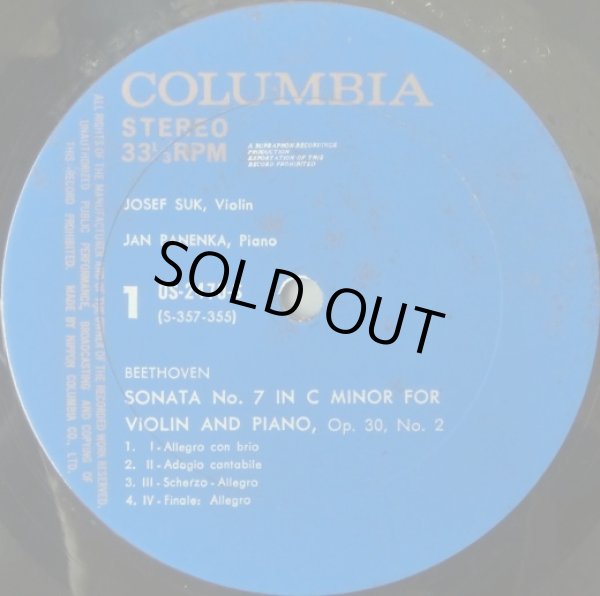 COLUMBIA
STEREO
33⅓ RPM
A SUPRAPHON RECORDINGS
PRODUCTION
EXPORTATION OF THIS
RECORD PROHIBITED
JOSEF SUK, Violin
JAN PANENKA, Piano
SOLD OUT
1
(S-357-355)
BEETHOVEN
SONATA No. 7 IN C MINOR FOR
ViOLIN AND PIANO, Op. 30, No. 2
1. I-Allegro con brio
2. II-Adagio cantabile
3. III-Scherzo-Allegro
4. IV-Finale: Allegro
ALL RIGHTS OF THE MANUFACTURER AND OF THE OWNER OF THE RECORDED WORK RESERVED.
UNAUTHORIZED PUBLIC PERFORMANCE, BROADCASTING AND COPYING OF
THIS RECORD PROHIBITED. MADE BY NIPPON COLUMBIA CO., LTD.